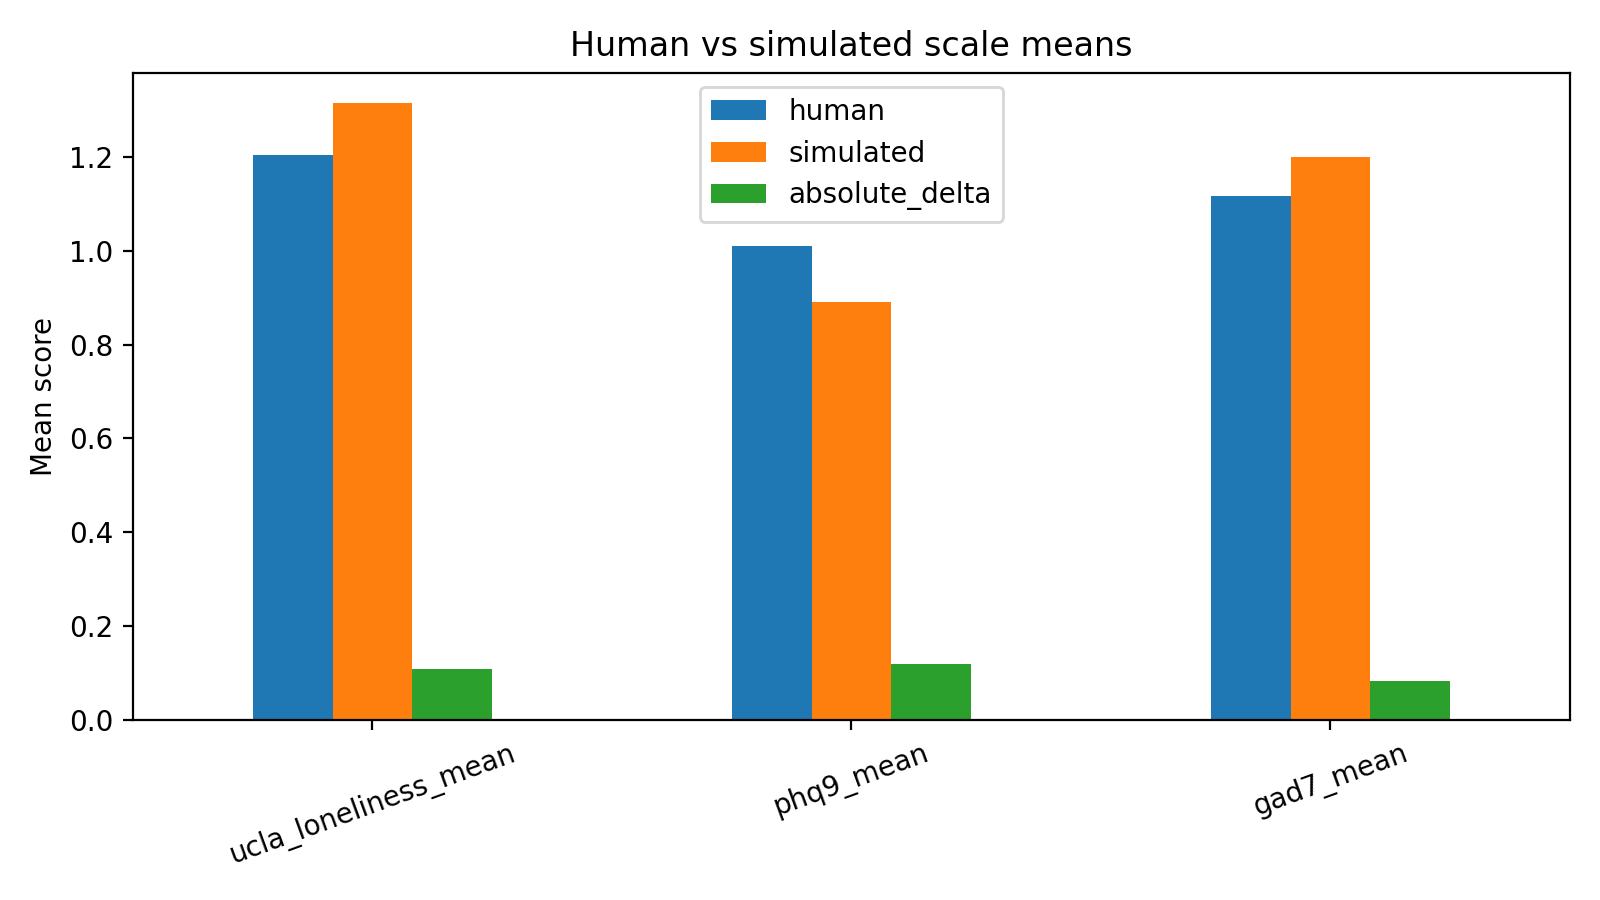 Human vs simulated scale means
human
simulated
absolute_delta
Mean score
1.2
1.0
0.8
0.6
0.4
0.2
0.0
ucla_loneliness_mean
phq9_mean
gad7_mean